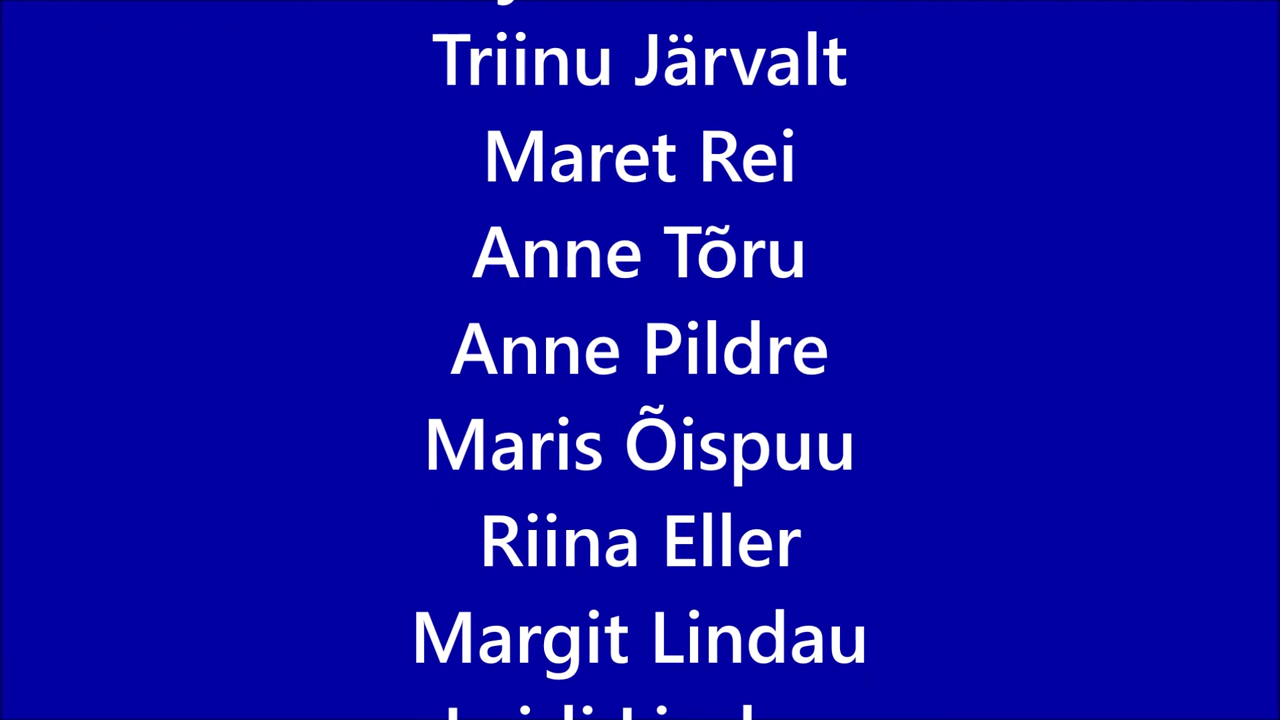 Triinu Järvalt
Maret Rei
Anne Tõru
Anne Pildre
Maris Õispuu
Riina Eller
Margit Lindau